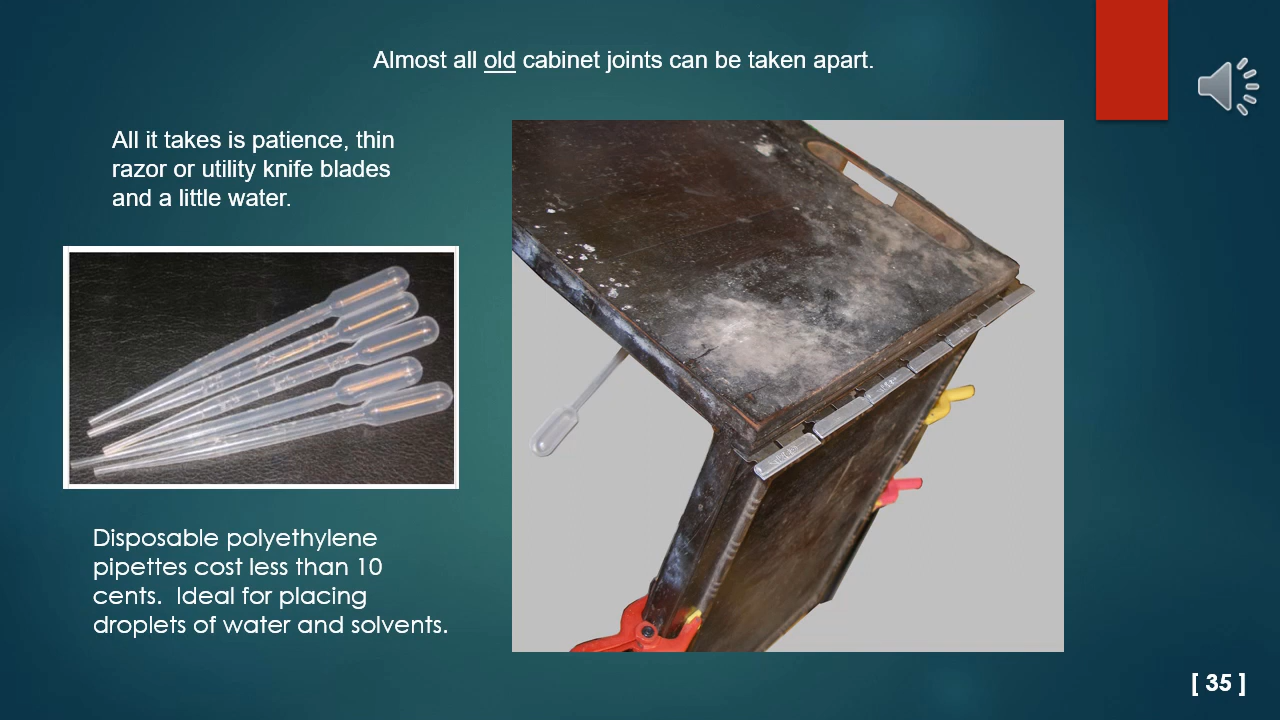 Almost all old cabinet joints can be taken apart.
All it takes is patience, thin
razor or utility knife blades
and a little water.
Disposable polyethylene
pipettes cost less than 10
cents.  Ideal for placing
droplets of water and solvents.
[ 35 ]